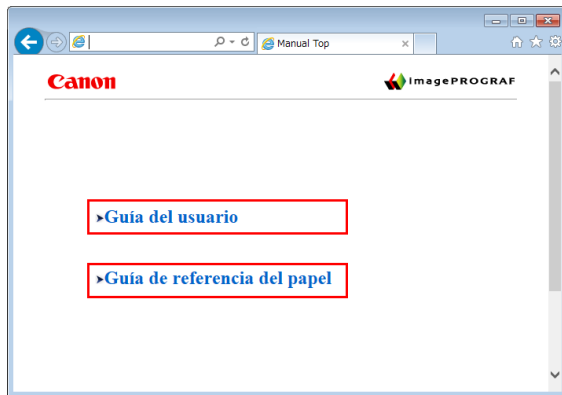 Manual Top
Canon
imagePROGRAF
Guía del usuario
Guía de referencia del papel